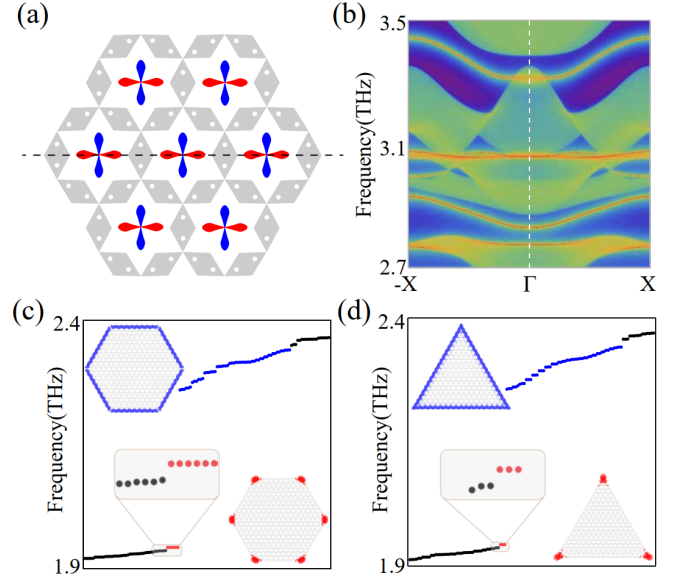 (a)
(b)
3.5
Frequency(THz)
3.1
2.7
-X
Γ
X
(c)
2.4
Frequency(THz)
1.9
(d)
2.4
Frequency(THz)
1.9